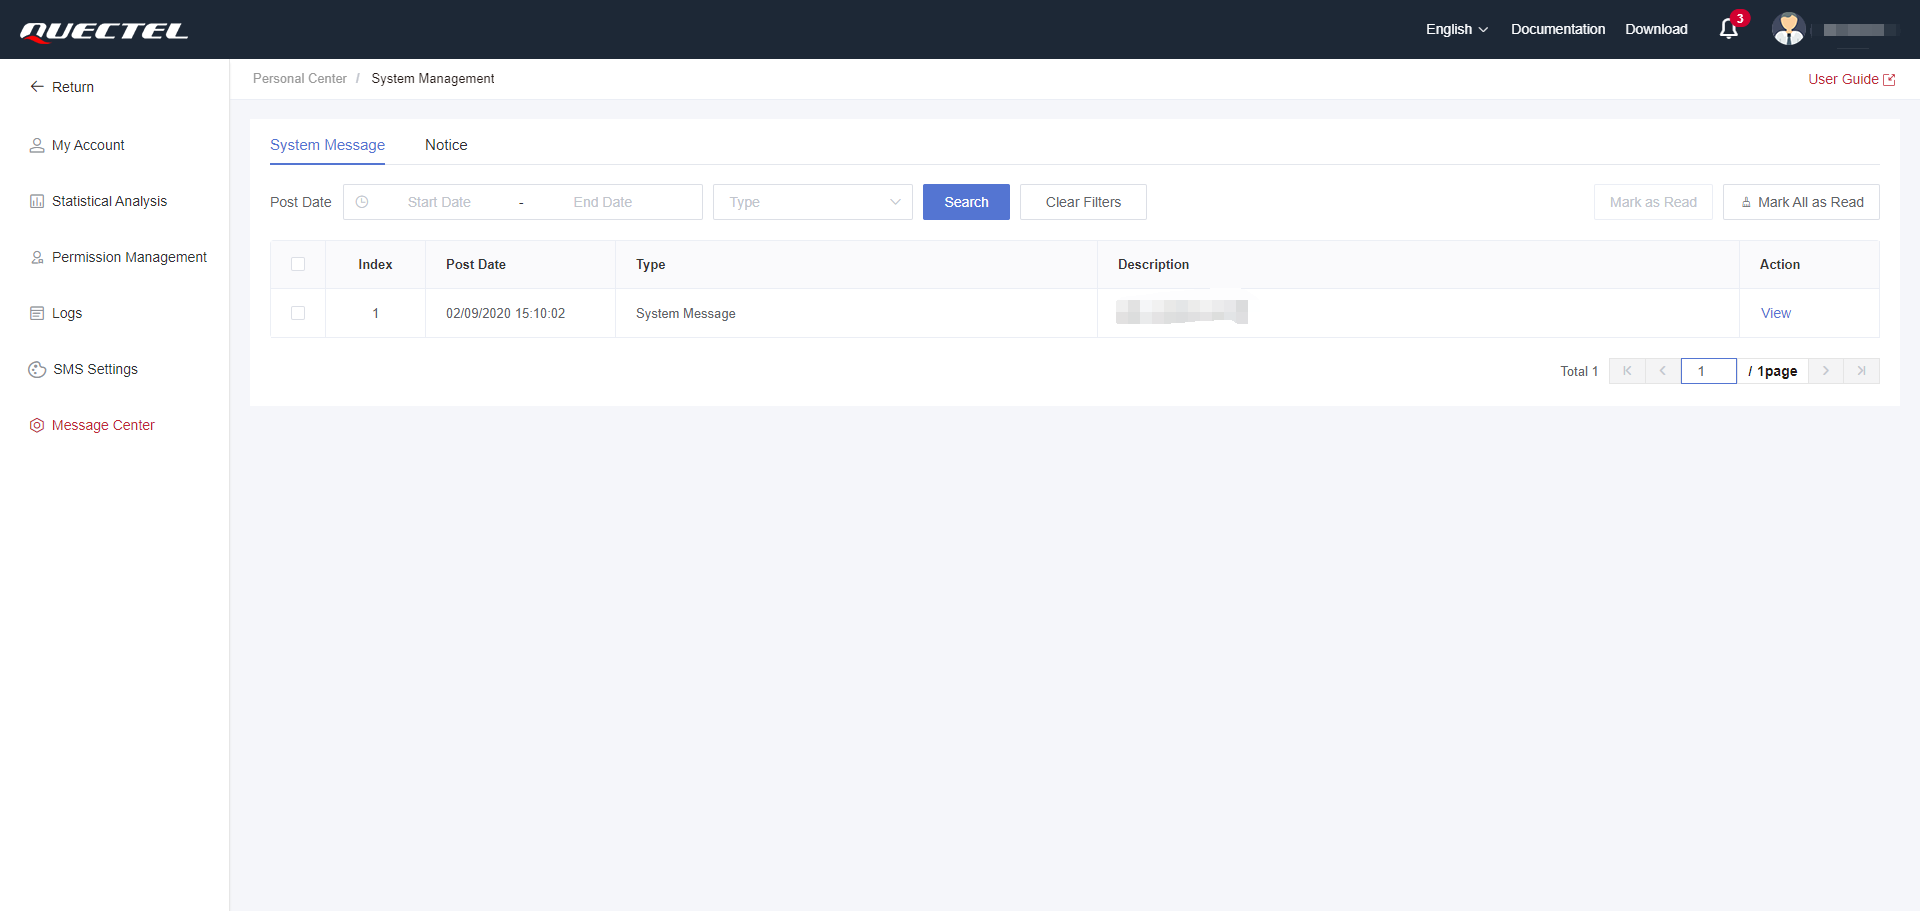 QUECTEL
English
Documentation
Download
3
Return
My Account
Statistical Analysis
Permission Management
Logs
SMS Settings
Message Center
Personal Center / System Management
User Guide
System Message
Notice
Post Date
Start Date - End Date
Type
Search
Clear Filters
Mark as Read
Mark All as Read
Index
Post Date
Type
Description
Action
1
02/09/2020 15:10:02
System Message
View
Total 1
1
/ 1page